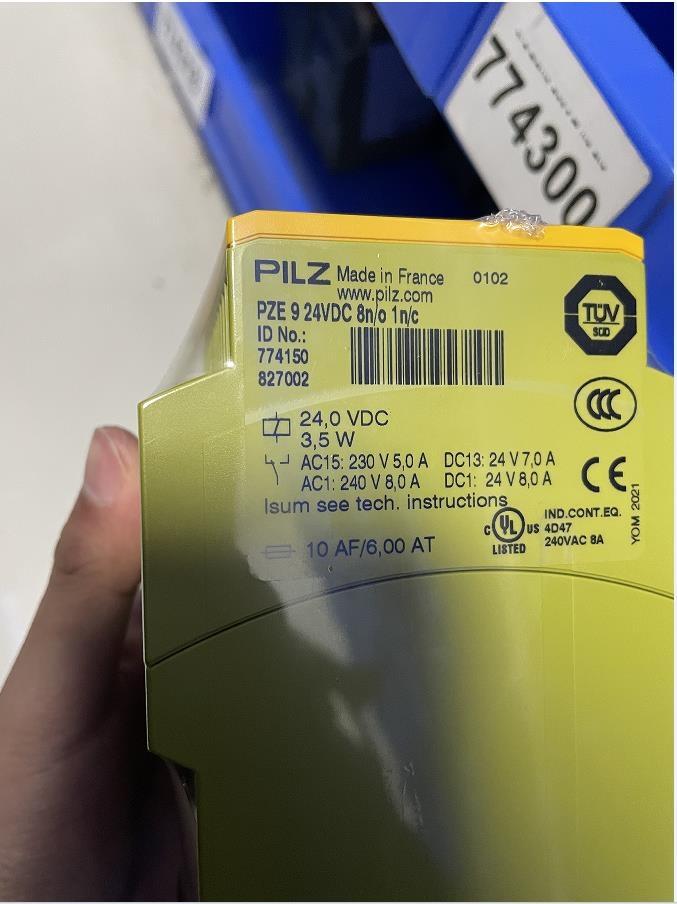 774300
PILZ Made in France 0102
www.pilz.com
PZE 9 24VDC 8n/o 1n/c
ID No.:
774150
827002
TÜV
SÜD
CCC
24,0 VDC
3,5 W
CE
AC15: 230 V 5,0 A DC13: 24 V 7,0 A
AC1: 240 V 8,0 A DC1: 24 V 8,0 A
Isum see tech. instructions
YOM 2021
C UL US
LISTED
IND.CONT.EQ.
4D47
240VAC 8A
10 AF/6,00 AT